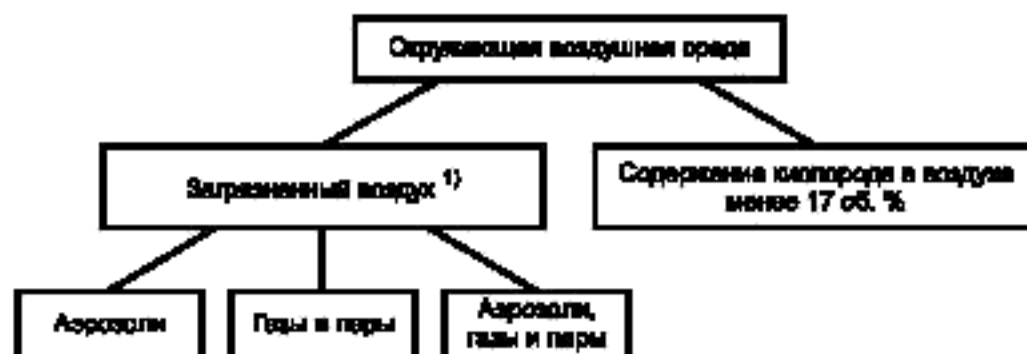 Окружающая воздушная среда
Загрязненный воздух 1)
Содержание кислорода в воздухе
менее 17 об. %
Аэрозоли
Газы и пары
Аэрозоли,
газы и пары